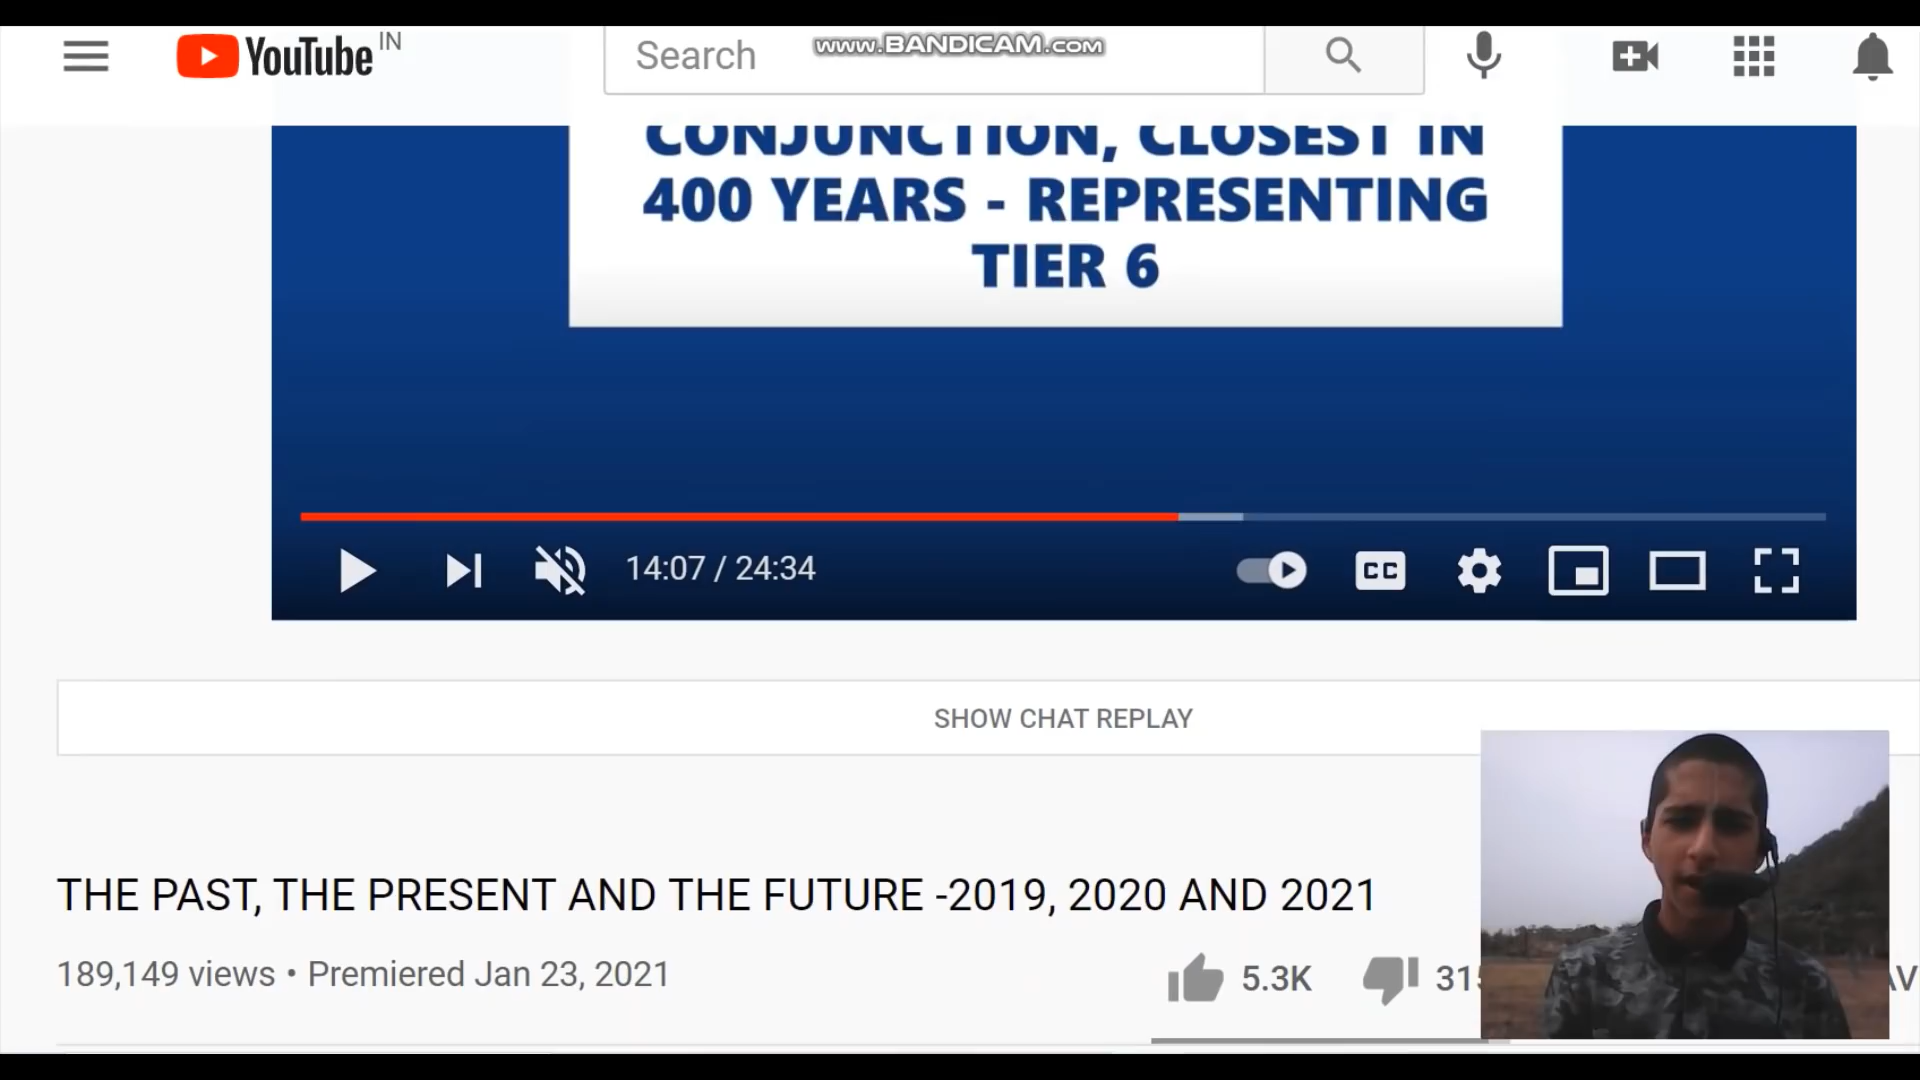 YouTube IN
Search
www.BANDICAM.com
CONJUNCTION, CLOSEST IN
400 YEARS - REPRESENTING
TIER 6
14:07 / 24:34
CC
SHOW CHAT REPLAY
THE PAST, THE PRESENT AND THE FUTURE -2019, 2020 AND 2021
189,149 views • Premiered Jan 23, 2021
5.3K